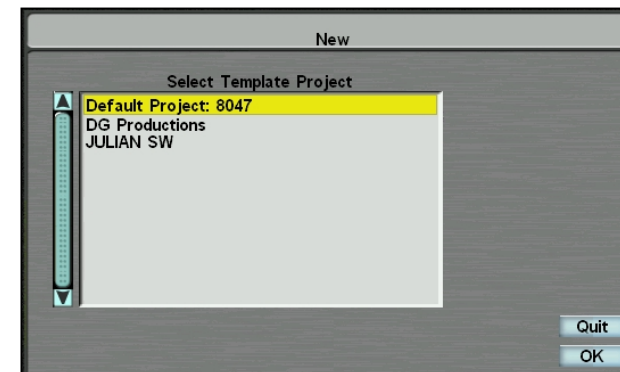 New
Select Template Project
Default Project: 8047
DG Productions
JULIAN SW
Quit
OK